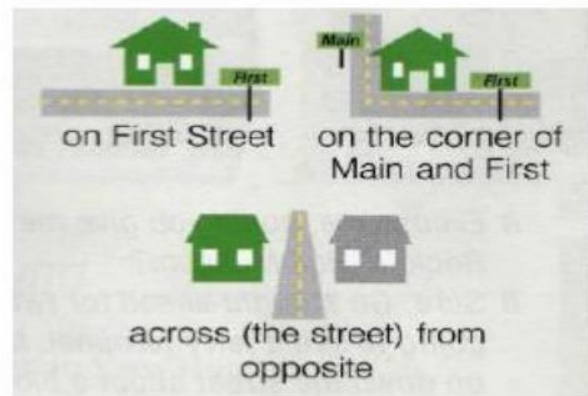 First
on First Street
Main
First
on the corner of
Main and First
across (the street) from
opposite